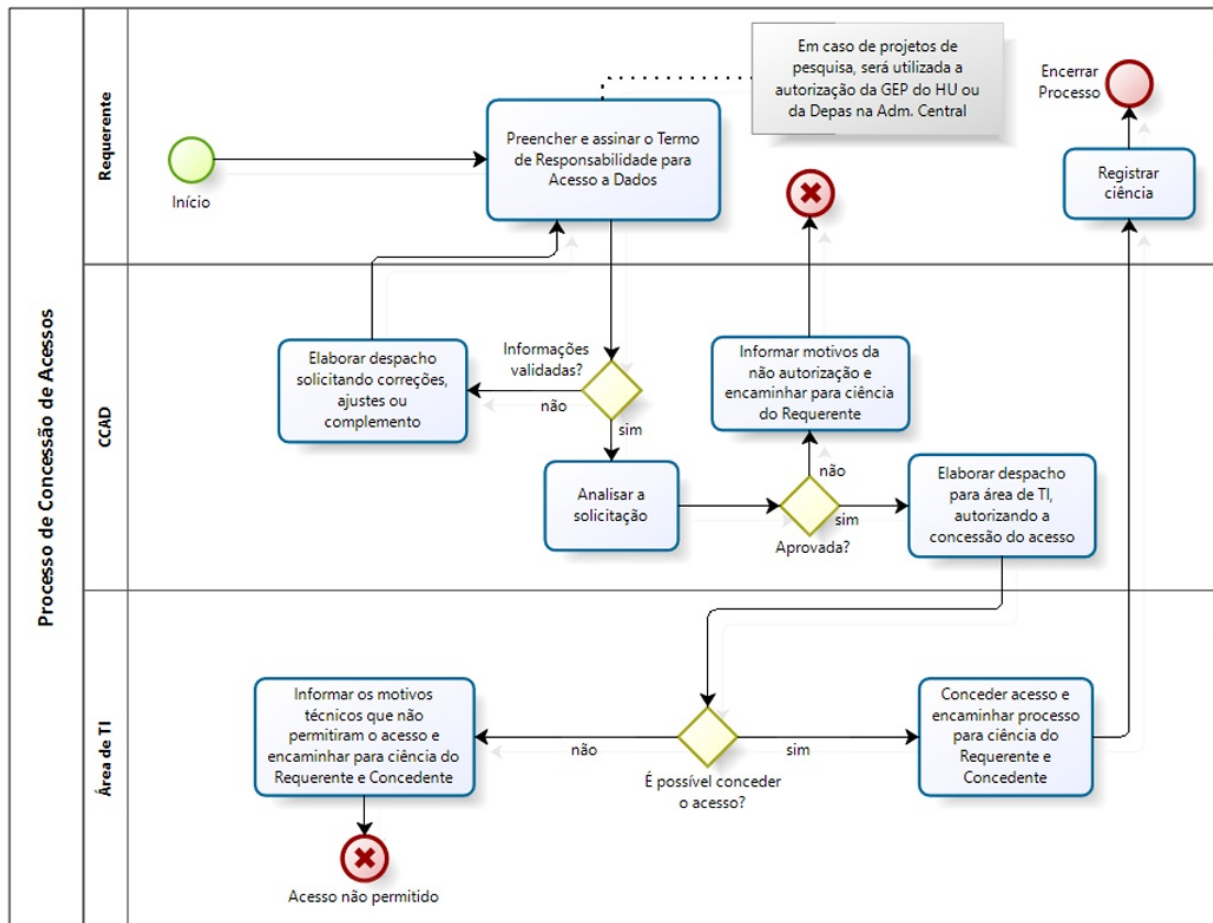 Processo de Concessão de Acessos
Requerente
Início
Preencher e assinar o Termo
de Responsabilidade para
Acesso a Dados
Em caso de projetos de
pesquisa, será utilizada a
autorização da GEP do HU ou
da Depas na Adm. Central
Encerrar
Processo
Registrar
ciência
CCAD
Elaborar despacho
solicitando correções,
ajustes ou
complemento
Informações
validadas?
não
sim
Analisar a
solicitação
Informar motivos da
não autorização e
encaminhar para ciência
do Requerente
não
sim
Aprovada?
Elaborar despacho
para área de TI,
autorizando a
concessão do acesso
Área de TI
Informar os motivos
técnicos que não
permitiram o acesso e
encaminhar para ciência do
Requerente e Concedente
não
sim
É possível conceder
o acesso?
Conceder acesso e
encaminhar processo
para ciência do
Requerente e
Concedente
Acesso não permitido